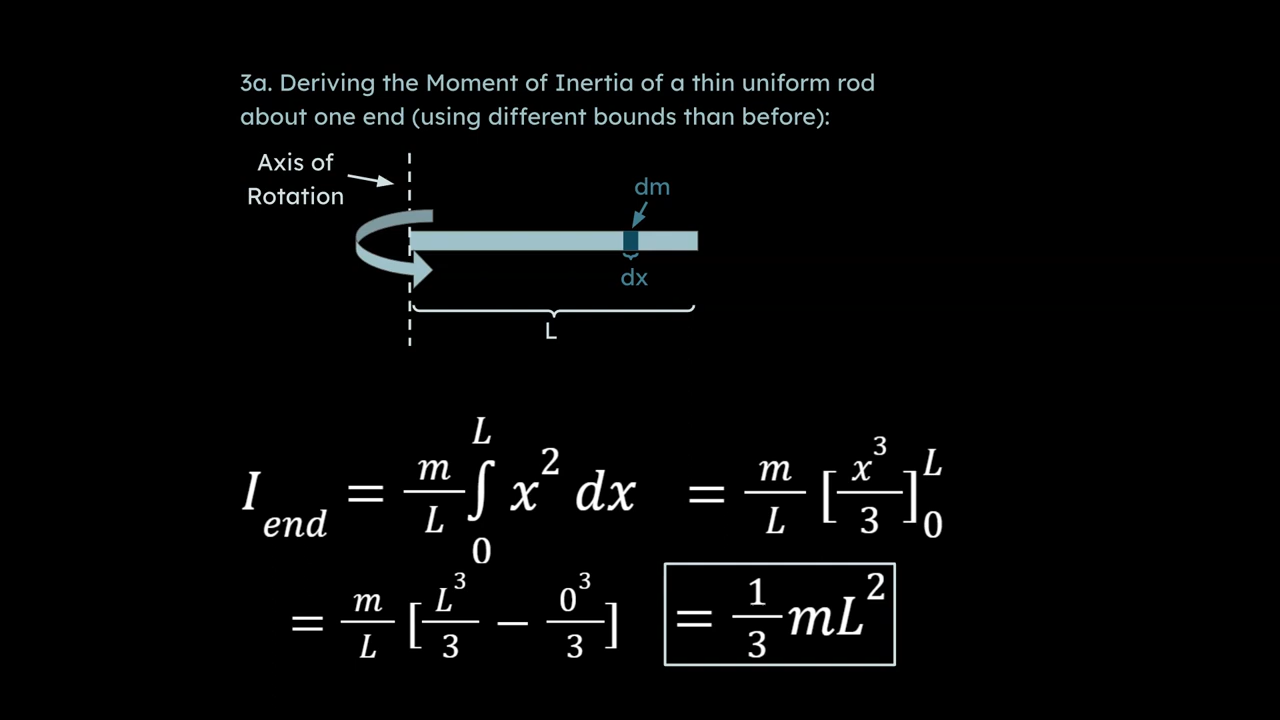 3a. Deriving the Moment of Inertia of a thin uniform rod
about one end (using different bounds than before):
Axis of
Rotation
dm
dx
L
I_end = m/L ∫_0^L x^2 dx = m/L [x^3/3]_0^L
= m/L [L^3/3 − 0^3/3] = 1/3 mL^2